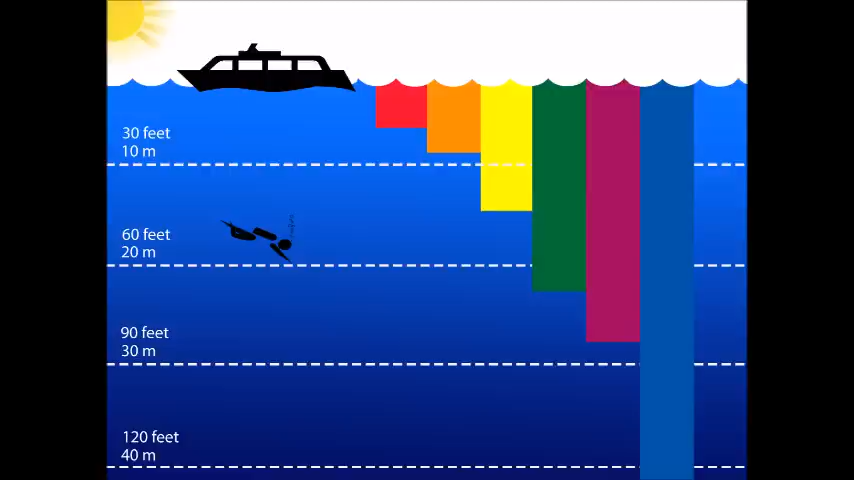 30 feet
10 m
60 feet
20 m
90 feet
30 m
120 feet
40 m